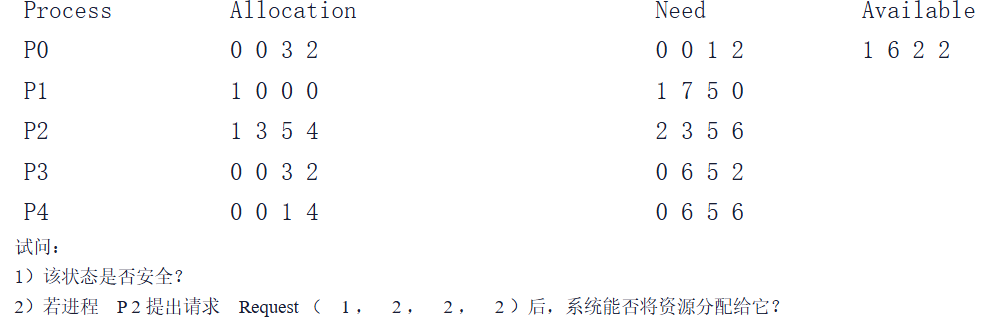 Process Allocation Need Available
P0 0 0 3 2 0 0 1 2 1 6 2 2
P1 1 0 0 0 1 7 5 0
P2 1 3 5 4 2 3 5 6
P3 0 0 3 2 0 6 5 2
P4 0 0 1 4 0 6 5 6
试问：
1）该状态是否安全？
2）若进程 P 2 提出请求 Request （ 1 ， 2 ， 2 ， 2 ）后，系统能否将资源分配给它？